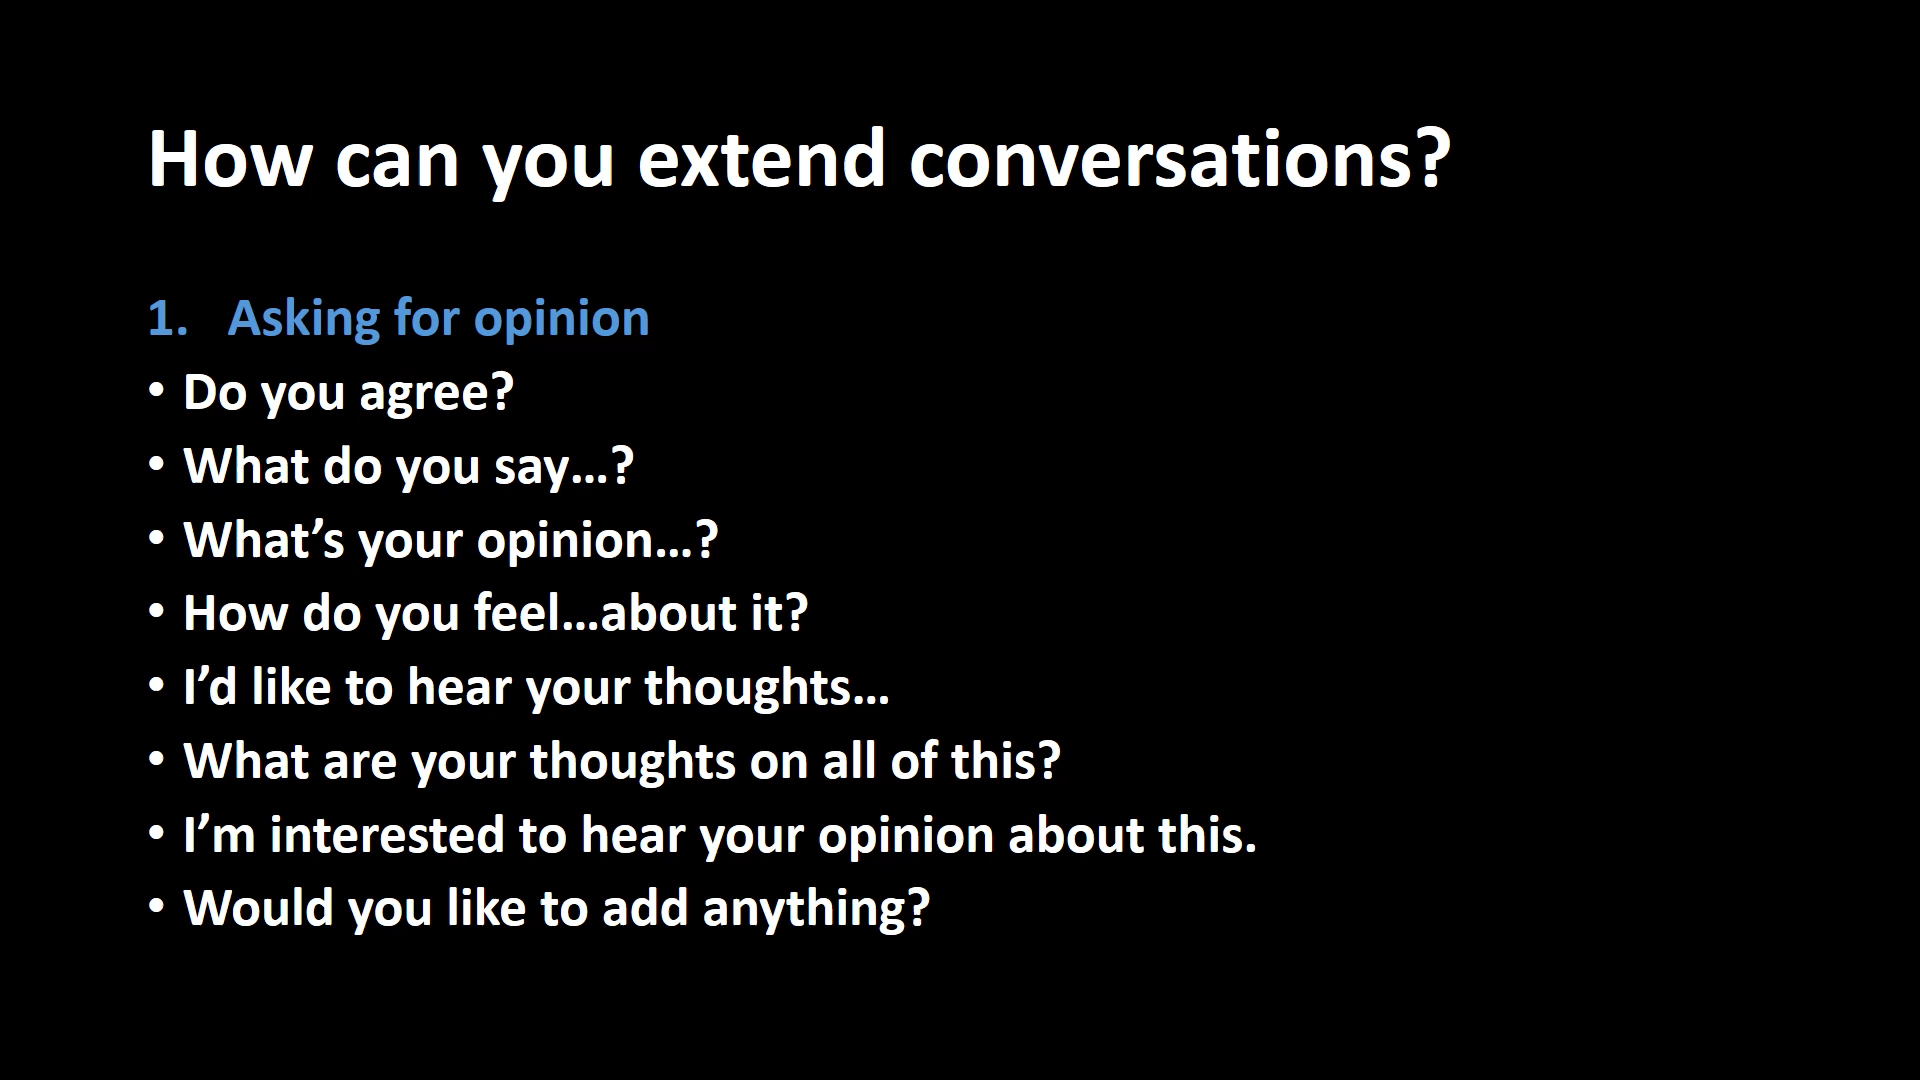 How can you extend conversations?
1. Asking for opinion
• Do you agree?
• What do you say…?
• What’s your opinion…?
• How do you feel…about it?
• I’d like to hear your thoughts…
• What are your thoughts on all of this?
• I’m interested to hear your opinion about this.
• Would you like to add anything?